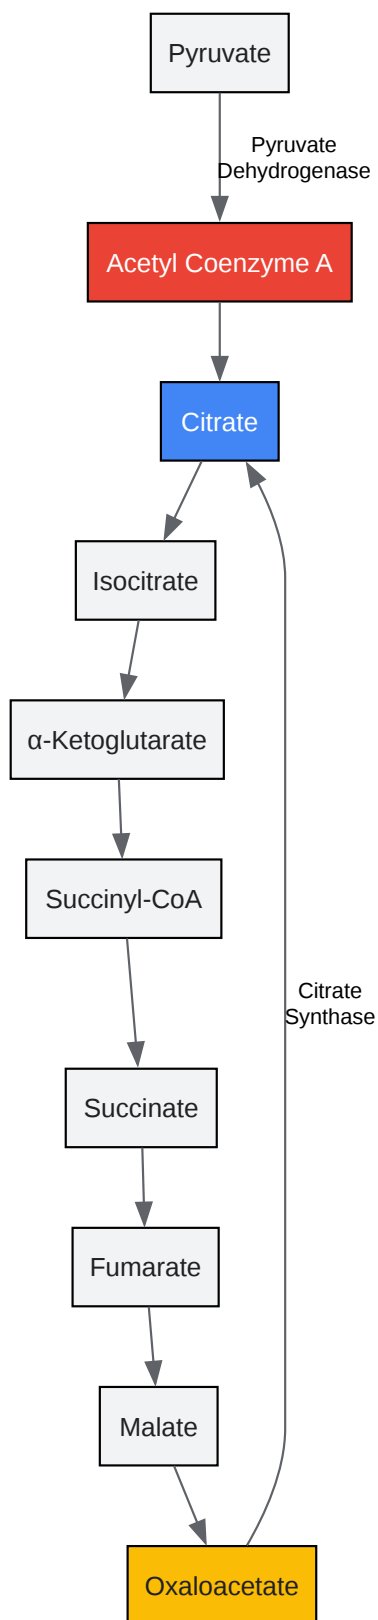 Pyruvate
Pyruvate
Dehydrogenase
Acetyl Coenzyme A
Citrate
Isocitrate
α-Ketoglutarate
Succinyl-CoA
Citrate
Synthase
Succinate
Fumarate
Malate
Oxaloacetate